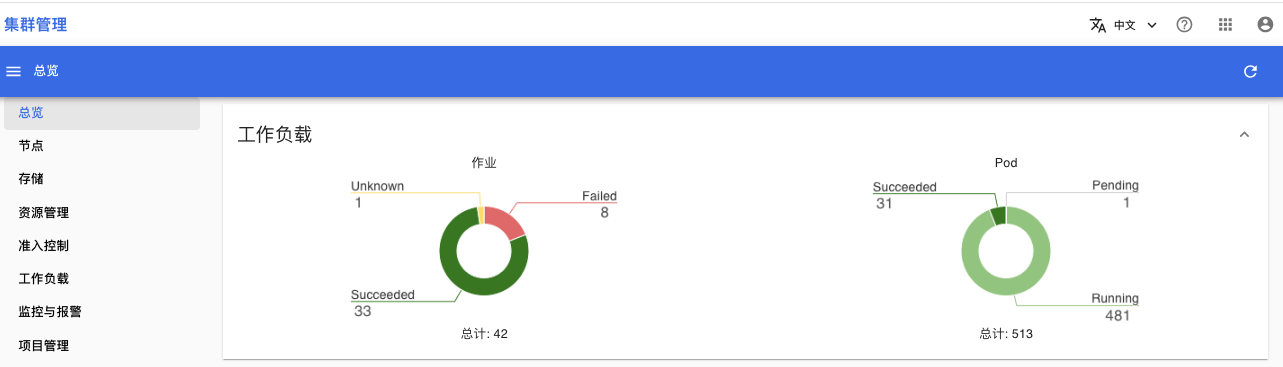 集群管理
中文
总览
总览
节点
存储
资源管理
准入控制
工作负载
监控与报警
项目管理
工作负载
作业
Unknown
1
Failed
8
Succeeded
33
总计: 42
Pod
Succeeded
31
Pending
1
Running
481
总计: 513